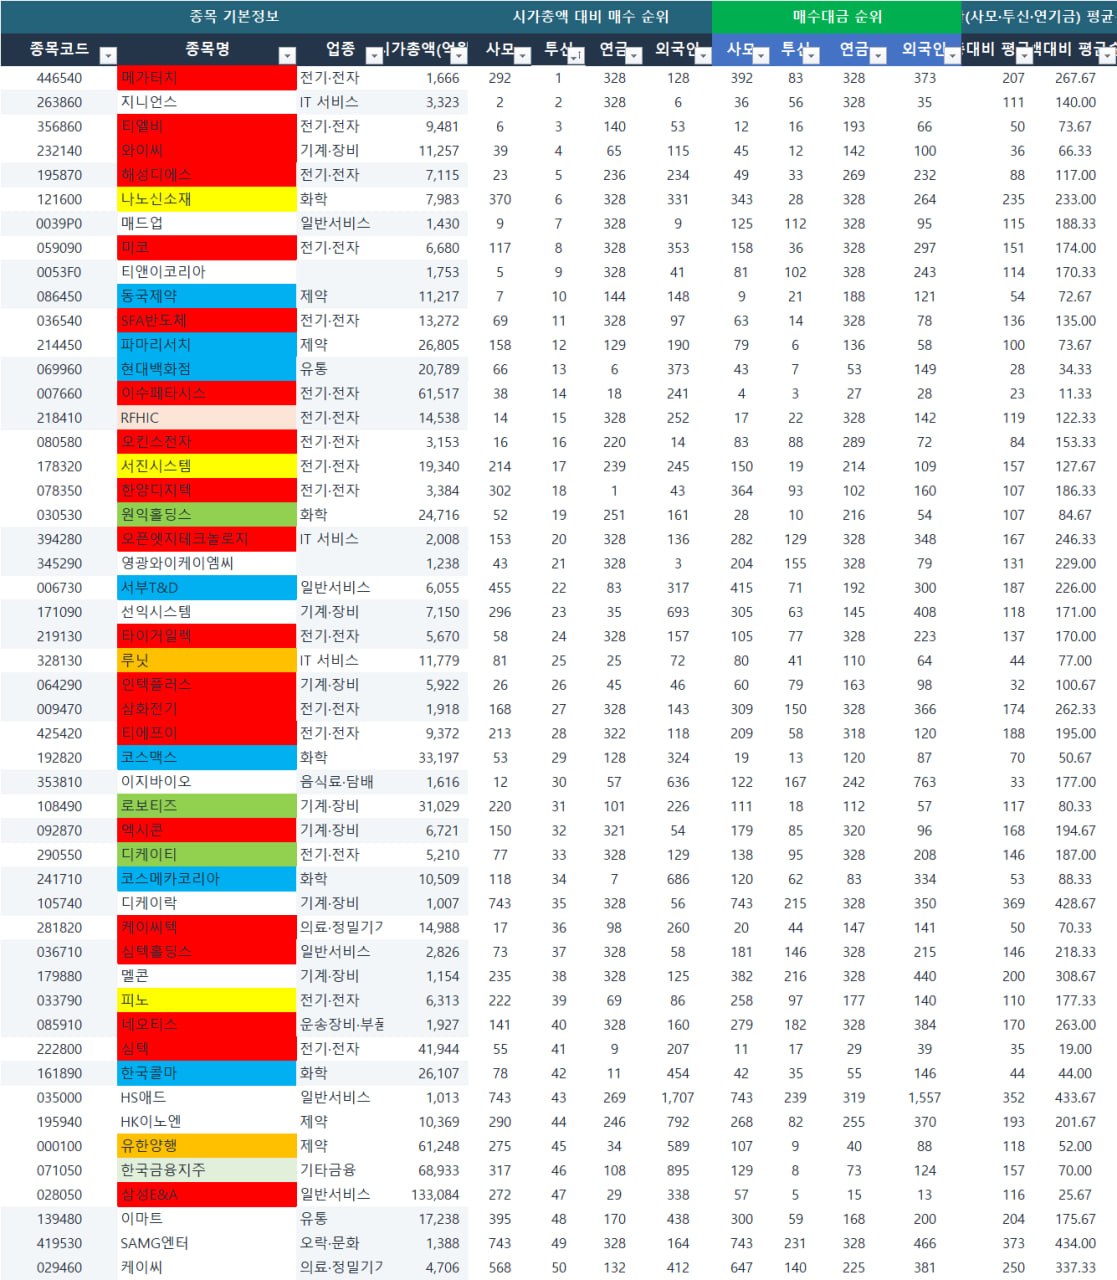 종목 기본정보 시가총액 대비 매수 순위 매수대금 순위 (사모·투신·연기금) 평균
종목코드 종목명 업종 시가총액(억원 사모 투신 연금 외국인 사모 투신 연금 외국인 총대비 평균 액대비 평균
446540 메가터치 전기·전자 1,666 292 1 328 128 392 83 328 373 207 267.67
263860 지니언스 IT 서비스 3,323 2 2 328 6 36 56 328 35 111 140.00
356860 티엘비 전기·전자 9,481 6 3 140 53 12 16 193 66 50 73.67
232140 와이씨 기계·장비 11,257 39 4 65 115 45 12 142 100 36 66.33
195870 해성디에스 전기·전자 7,115 23 5 236 234 49 33 269 232 88 117.00
121600 나노신소재 화학 7,983 370 6 328 331 343 28 328 264 235 233.00
0039P0 매드업 일반서비스 1,430 9 7 328 9 125 112 328 95 115 188.33
059090 미코 전기·전자 6,680 117 8 328 353 158 36 328 297 151 174.00
0053F0 티앤이코리아 1,753 5 9 328 41 81 102 328 243 114 170.33
086450 동국제약 제약 11,217 7 10 144 148 9 21 188 121 54 72.67
036540 SFA반도체 전기·전자 13,272 69 11 328 97 63 14 328 78 136 135.00
214450 파마리서치 제약 26,805 158 12 129 190 79 6 136 58 100 73.67
069960 현대백화점 유통 20,789 66 13 6 373 43 7 53 149 28 34.33
007660 이수페타시스 전기·전자 61,517 38 14 18 241 4 3 27 28 23 11.33
218410 RFHIC 전기·전자 14,538 14 15 328 252 17 22 328 142 119 122.33
080580 오킨스전자 전기·전자 3,153 16 16 220 14 83 88 289 72 84 153.33
178320 서진시스템 전기·전자 19,340 214 17 239 245 150 19 214 109 157 127.67
078350 한양디지텍 전기·전자 3,384 302 18 1 43 364 93 102 160 107 186.33
030530 원익홀딩스 화학 24,716 52 19 251 161 28 10 216 54 107 84.67
394280 오픈엣지테크놀로지 IT 서비스 2,008 153 20 328 136 282 129 328 348 167 246.33
345290 영광와이케이엠씨 1,238 43 21 328 3 204 155 328 79 131 229.00
006730 서부T&D 일반서비스 6,055 455 22 83 317 415 71 192 300 187 226.00
171090 선익시스템 기계·장비 7,150 296 23 35 693 305 63 145 408 118 171.00
219130 타이거일렉 전기·전자 5,670 58 24 328 157 105 77 328 223 137 170.00
328130 루닛 IT 서비스 11,779 81 25 25 72 80 41 110 64 44 77.00
064290 인텍플러스 기계·장비 5,922 26 26 45 46 60 79 163 98 32 100.67
009470 삼화전기 전기·전자 1,918 168 27 328 143 309 150 328 366 174 262.33
425420 티에프이 전기·전자 9,372 213 28 322 118 209 58 318 120 188 195.00
192820 코스맥스 화학 33,197 53 29 128 324 19 13 120 87 70 50.67
353810 이지바이오 음식료·담배 1,616 12 30 57 636 122 167 242 763 33 177.00
108490 로보티즈 기계·장비 31,029 220 31 101 226 111 18 112 57 117 80.33
092870 엑시콘 기계·장비 6,721 150 32 321 54 179 85 320 96 168 194.67
290550 디케이티 전기·전자 5,210 77 33 328 129 138 95 328 208 146 187.00
241710 코스메카코리아 화학 10,509 118 34 7 686 120 62 83 334 53 88.33
105740 디케이락 기계·장비 1,007 743 35 328 56 743 215 328 350 369 428.67
281820 케이씨텍 의료·정밀기기 14,988 17 36 98 260 20 44 147 141 50 70.33
036710 심텍홀딩스 일반서비스 2,826 73 37 328 58 181 146 328 215 146 218.33
179880 멜콘 기계·장비 1,154 235 38 328 125 382 216 328 440 200 308.67
033790 피노 전기·전자 6,313 222 39 69 86 258 97 177 140 110 177.33
085910 네오티스 운송장비·부품 1,927 141 40 328 160 279 182 328 384 170 263.00
222800 심텍 전기·전자 41,944 55 41 9 207 11 17 29 39 35 19.00
161890 한국콜마 화학 26,107 78 42 11 454 42 35 55 146 44 44.00
035000 HS애드 일반서비스 1,013 743 43 269 1,707 743 239 319 1,557 352 433.67
195940 HK이노엔 제약 10,369 290 44 246 792 268 82 255 370 193 201.67
000100 유한양행 제약 61,248 275 45 34 589 107 9 40 88 118 52.00
071050 한국금융지주 기타금융 68,933 317 46 108 895 129 8 73 124 157 70.00
028050 삼성E&A 일반서비스 133,084 272 47 29 338 57 5 15 13 116 25.67
139480 이마트 유통 17,238 395 48 170 438 300 59 168 200 204 175.67
419530 SAMG엔터 오락·문화 1,388 743 49 328 164 743 231 328 466 373 434.00
029460 케이씨 의료·정밀기기 4,706 568 50 132 412 647 140 225 381 250 337.33